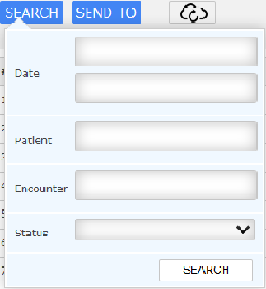 SEARCH SEND TO
Date
Patient
Encounter
Status
SEARCH